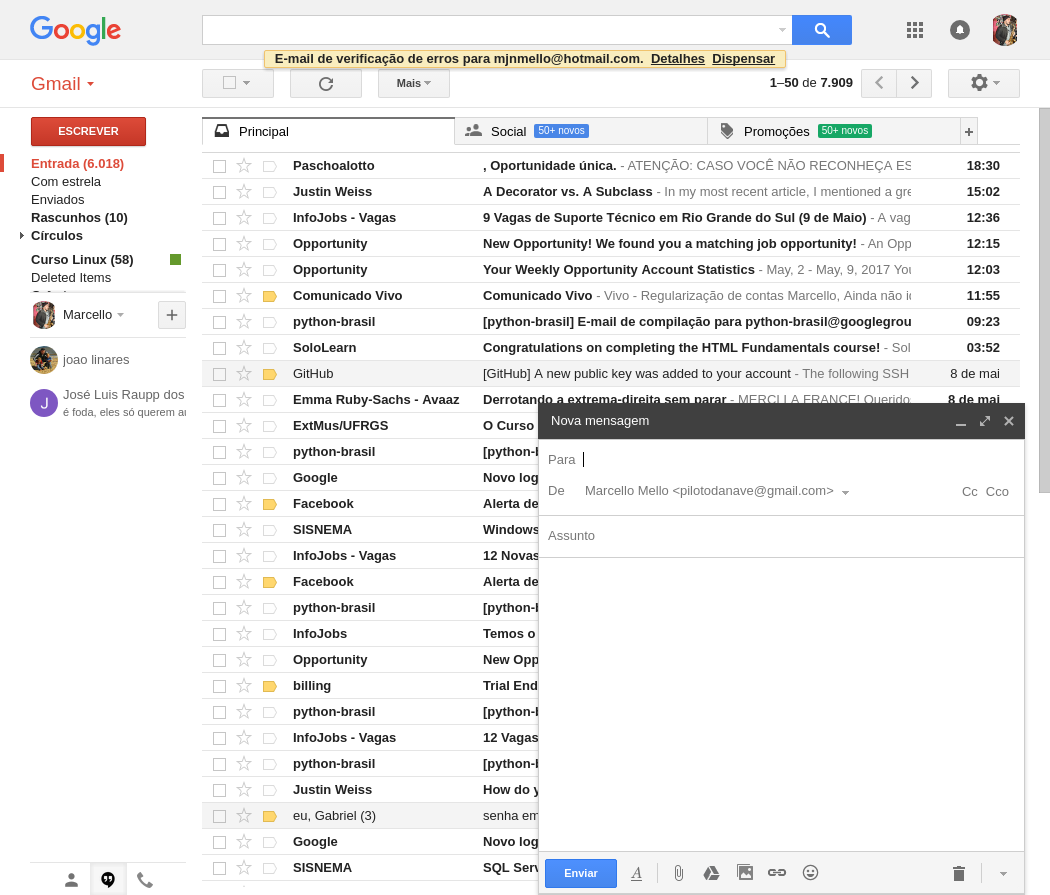 Google
E-mail de verificação de erros para mjnmello@hotmail.com. Detalhes Dispensar
Gmail
Mais
1–50 de 7.909
ESCREVER
Entrada (6.018)
Com estrela
Enviados
Rascunhos (10)
Círculos
Curso Linux (58)
Deleted Items
Marcello
joao linares
J
José Luis Raupp dos
é foda, eles só querem
Principal
Social 50+ novos
Promoções 50+ novos
+
Paschoalotto , Oportunidade única. - ATENÇÃO: CASO VOCÊ NÃO RECONHEÇA ES 18:30
Justin Weiss A Decorator vs. A Subclass - In my most recent article, I mentioned a gre 15:02
InfoJobs - Vagas 9 Vagas de Suporte Técnico em Rio Grande do Sul (9 de Maio) - A vag 12:36
Opportunity New Opportunity! We found you a matching job opportunity! - An Opp 12:15
Opportunity Your Weekly Opportunity Account Statistics - May, 2 - May, 9, 2017 You 12:03
Comunicado Vivo Comunicado Vivo - Vivo - Regularização de contas Marcello, Ainda não 11:55
python-brasil [python-brasil] E-mail de compilação para python-brasil@googlegrou 09:23
SoloLearn Congratulations on completing the HTML Fundamentals course! - Sol 03:52
GitHub [GitHub] A new public key was added to your account - The following SSH 8 de mai
Emma Ruby-Sachs - Avaaz Derrotando a extrema-direita sem parar - MERCI LA FRANCE! Querido 8 de mai
ExtMus/UFRGS O Curso
python-brasil [python-b
Google Novo log
Facebook Alerta de
SISNEMA Windows
InfoJobs - Vagas 12 Novas
Facebook Alerta de
python-brasil [python-b
InfoJobs Temos o
Opportunity New Opp
billing Trial End
python-brasil [python-b
InfoJobs - Vagas 12 Vagas
python-brasil [python-b
Justin Weiss How do y
eu, Gabriel (3) senha em
Google Novo log
SISNEMA SQL Serv
Nova mensagem
Para
De Marcello Mello <pilotodanave@gmail.com> Cc Cco
Assunto
Enviar A